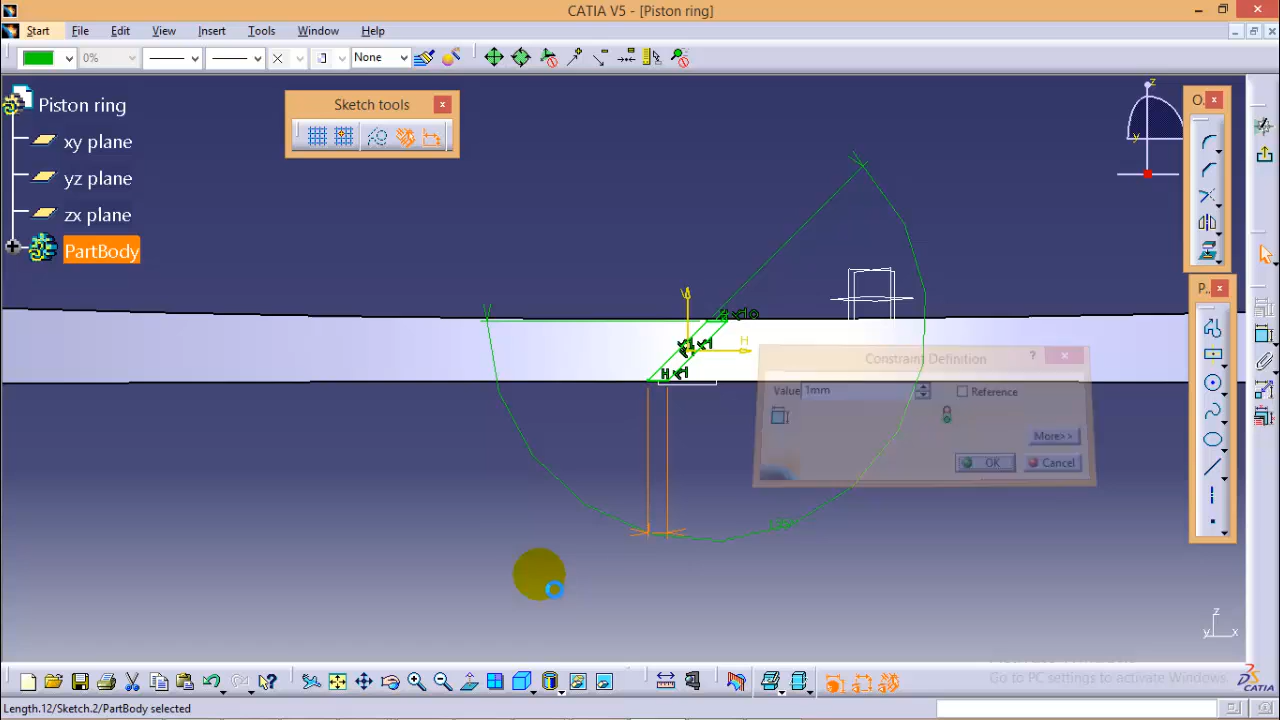 CATIA V5 - [Piston ring]
Start File Edit View Insert Tools Window Help
0% None
Piston ring
xy plane
yz plane
zx plane
PartBody
Sketch tools
O...
P...
z
y
H
H
Constraint Definition ?
Value 1mm Reference
More>>
OK Cancel
z
y x
Go to PC settings to activate Windows.
CATIA
Length.12/Sketch.2/PartBody selected